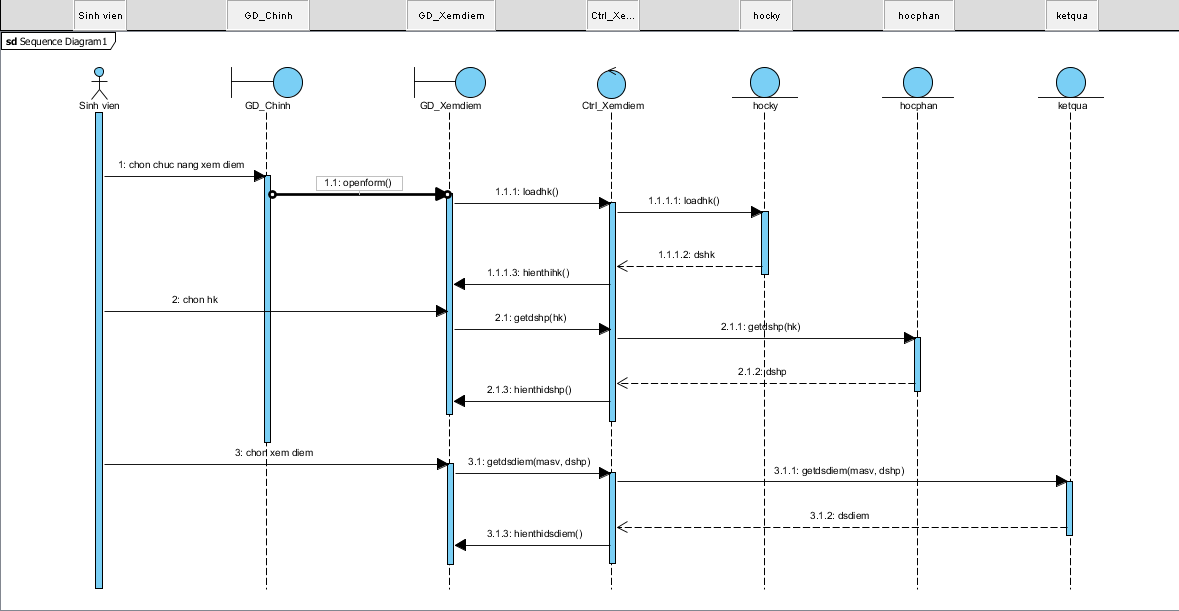 Sinh vien
GD_Chinh
GD_Xemdiem
Ctrl_Xe...
hocky
hocphan
ketqua
sd Sequence Diagram1
Sinh vien
GD_Chinh
GD_Xemdiem
Ctrl_Xemdiem
hocky
hocphan
ketqua
1: chon chuc nang xem diem
1.1: openform()
1.1.1: loadhk()
1.1.1.1: loadhk()
1.1.1.2: dshk
1.1.1.3: hienthihk()
2: chon hk
2.1: getdshp(hk)
2.1.1: getdshp(hk)
2.1.2: dshp
2.1.3: hienthidshp()
3: chon xem diem
3.1: getdsdiem(masv, dshp)
3.1.1: getdsdiem(masv, dshp)
3.1.2: dsdiem
3.1.3: hienthidsdiem()